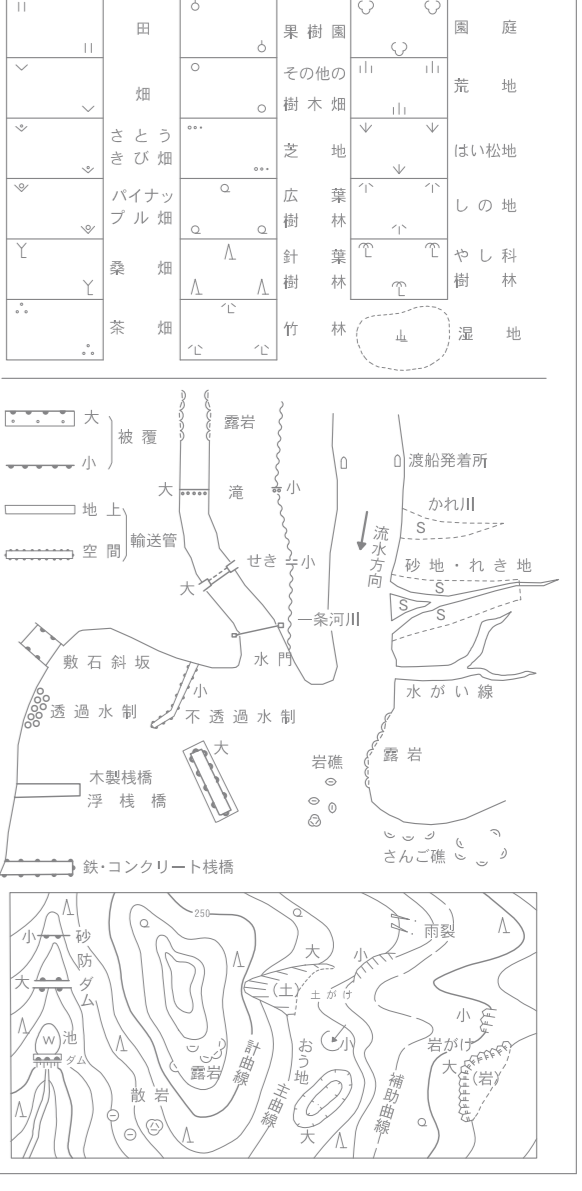 田
果樹園
園庭
畑
その他の
樹木畑
荒地
さとう
きび畑
芝地
はい松地
パイナッ
プル畑
広葉
樹林
しの地
桑畑
針葉
樹林
やし科
樹林
茶畑
竹林
湿地
大
被覆
小
地上
輸送管
空間
露岩
大
滝
小
せき
小
大
渡船発着所
かれ川
S
流水方向
砂地・れき地
S
S
S
一条河川
水門
敷石斜坂
小
透過水制
不透過水制
水がい線
大
岩礁
露岩
木製桟橋
浮桟橋
さんご礁
鉄・コンクリート桟橋
250
小
砂防ダム
大
雨裂
大
小
(土)
土がけ
小
岩がけ
大
(岩)
W
池
ダム
露岩
計曲線
おう地
小
散岩
主曲線
補助曲線
大